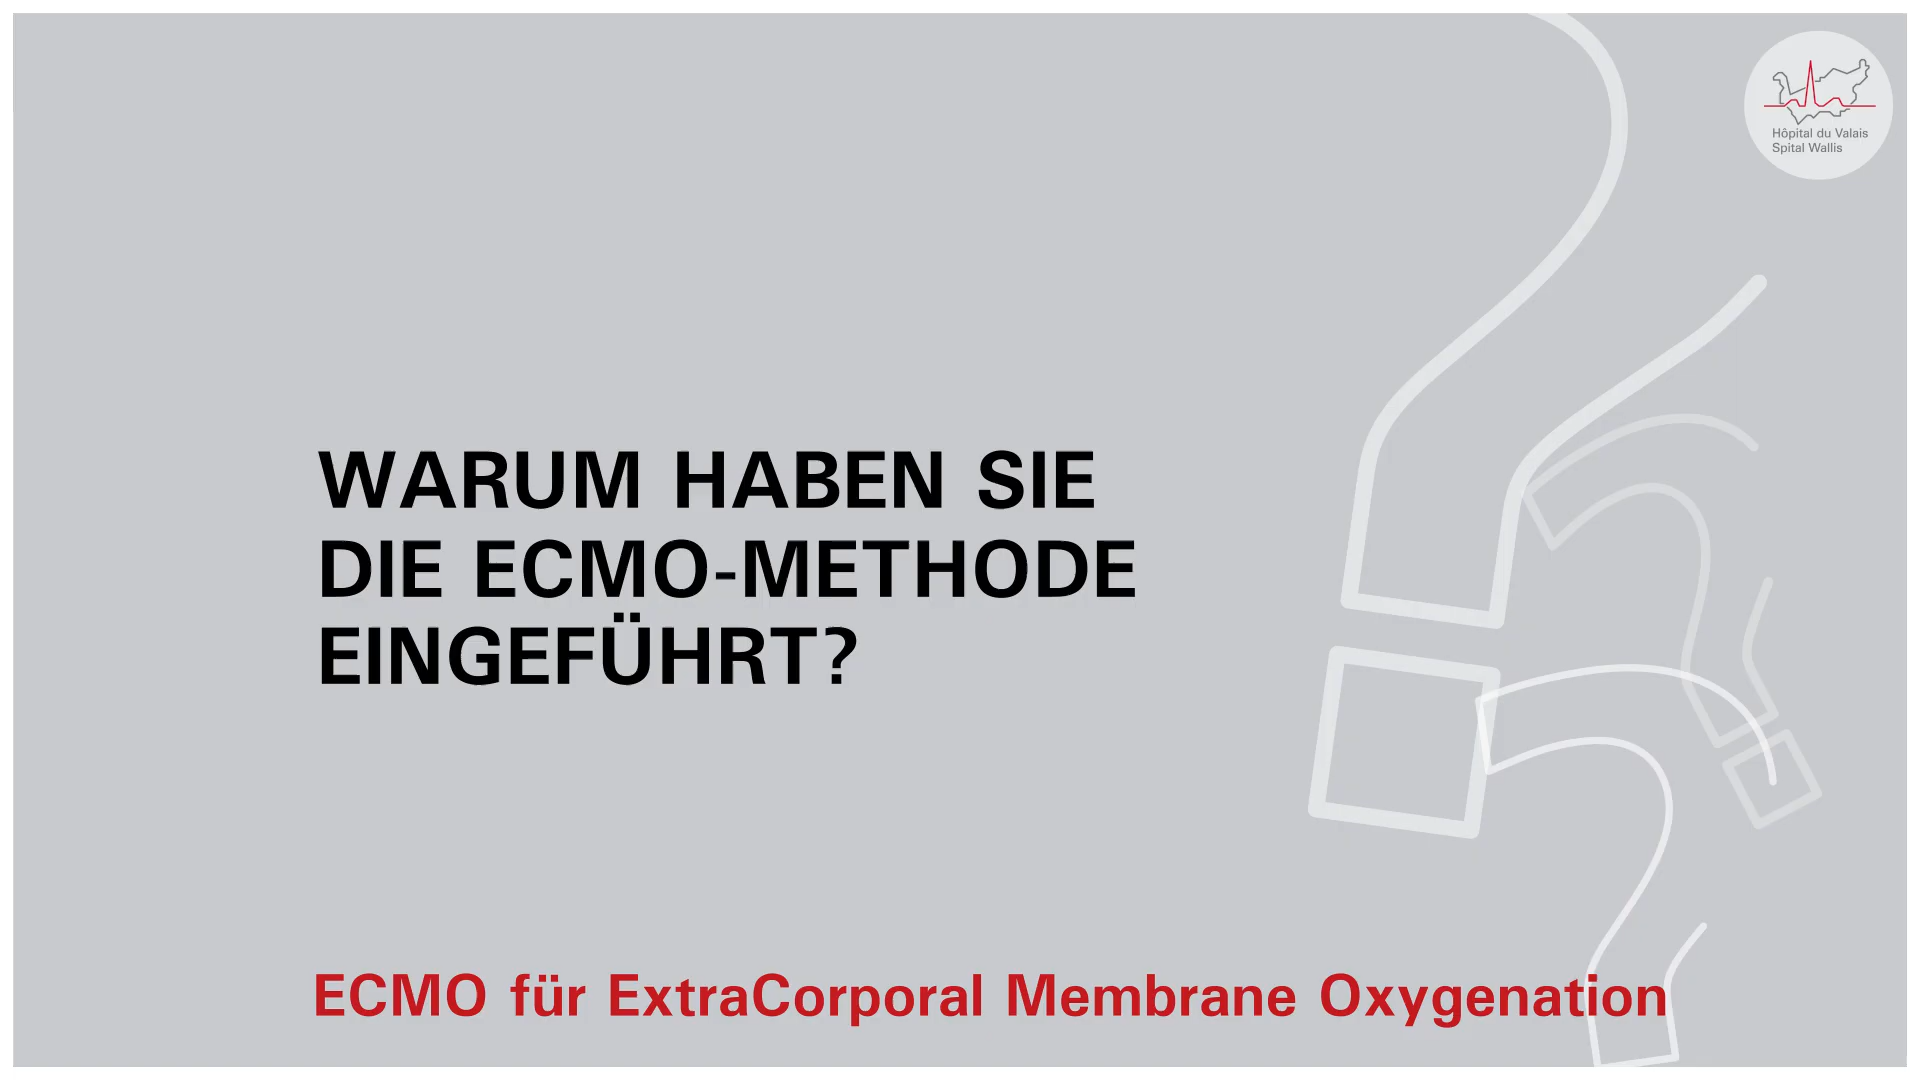 Hôpital du Valais
Spital Wallis
WARUM HABEN SIE
DIE ECMO-METHODE
EINGEFÜHRT?
ECMO für ExtraCorporal Membrane Oxygenation